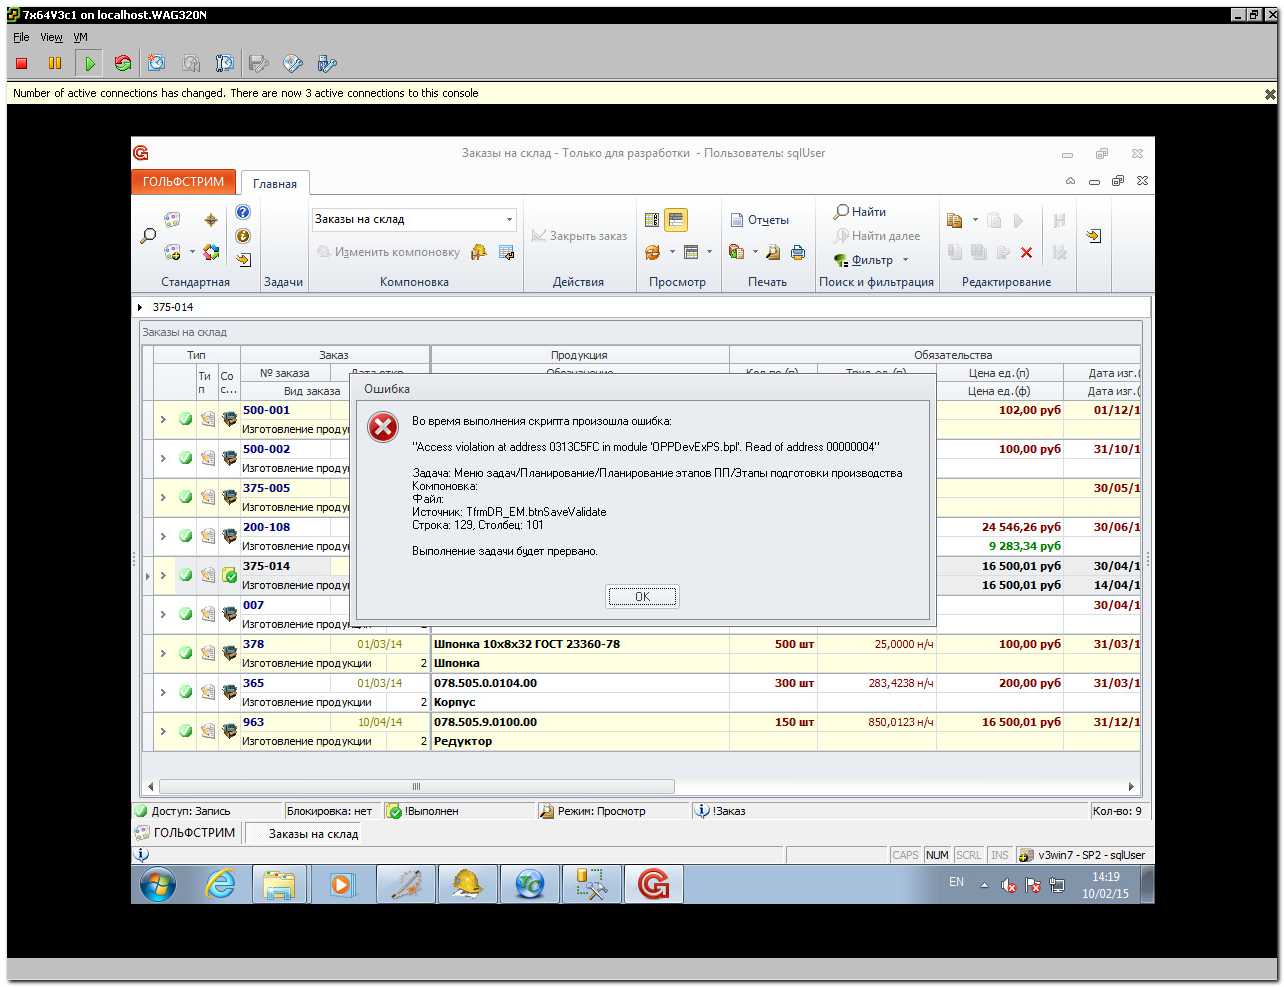 7x64V3c1 on localhost.WAG320N
File View VM
Number of active connections has changed. There are now 3 active connections to this console
Заказы на склад - Только для разработки - Пользователь: sqlUser
ГОЛЬФСТРИМ Главная
Заказы на склад
Изменить компоновку
Закрыть заказ
Отчеты
Найти
Найти далее
Фильтр
Стандартная Задачи Компоновка Действия Просмотр Печать Поиск и фильтрация Редактирование
375-014
Заказы на склад
Тип Заказ Продукция Обязательства
Ти п Со с... № заказа Дата откр. Обозначение Кол-во (п) Труд.ед.(п) Цена ед.(п) Дата изг.(
Вид заказа Цена ед.(ф) Дата изг.(
500-001 102,00 руб 01/12/1
Изготовление проду
500-002 100,00 руб 31/10/1
Изготовление проду
375-005 30/05/1
Изготовление проду
200-108 24 546,26 руб 30/06/1
Изготовление проду 9 283,34 руб
375-014 16 500,01 руб 30/04/1
Изготовление проду 16 500,01 руб 14/04/1
007 30/04/1
Изготовление продукции
378 01/03/14 Шпонка 10х8х32 ГОСТ 23360-78 500 шт 25,0000 н/ч 100,00 руб 31/03/1
Изготовление продукции 2 Шпонка
365 01/03/14 078.505.0.0104.00 300 шт 283,4238 н/ч 200,00 руб 31/03/1
Изготовление продукции 2 Корпус
963 10/04/14 078.505.9.0100.00 150 шт 850,0123 н/ч 16 500,01 руб 31/12/1
Изготовление продукции 2 Редуктор
Ошибка
Во время выполнения скрипта произошла ошибка:
"Access violation at address 0313C5FC in module 'OPPDevExPS.bpl'. Read of address 00000004"
Задача: Меню задач/Планирование/Планирование этапов ПП/Этапы подготовки производства
Компоновка:
Файл:
Источник: TfrmDR_EM.btnSaveValidate
Строка: 129, Столбец: 101
Выполнение задачи будет прервано.
OK
Доступ: Запись Блокировка: нет !Выполнен Режим: Просмотр !Заказ Кол-во: 9
ГОЛЬФСТРИМ Заказы на склад
CAPS NUM SCRL INS v3win7 - SP2 - sqlUser
EN 14:19
10/02/15